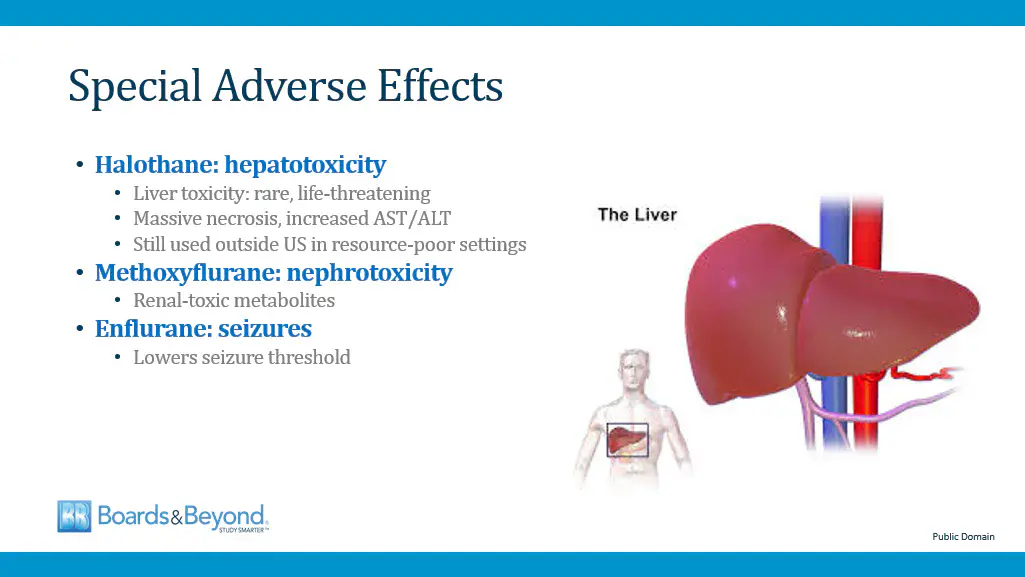 Special Adverse Effects
• Halothane: hepatotoxicity
• Liver toxicity: rare, life-threatening
• Massive necrosis, increased AST/ALT
• Still used outside US in resource-poor settings
• Methoxyflurane: nephrotoxicity
• Renal-toxic metabolites
• Enflurane: seizures
• Lowers seizure threshold
The Liver
BB Boards&Beyond®
STUDY SMARTER™
Public Domain